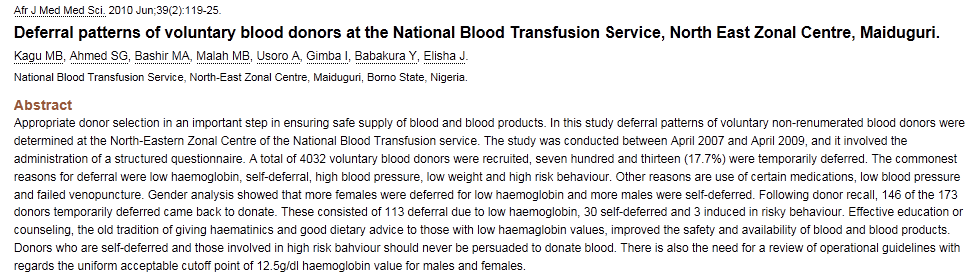 Afr J Med Med Sci. 2010 Jun;39(2):119-25.
Deferral patterns of voluntary blood donors at the National Blood Transfusion Service, North East Zonal Centre, Maiduguri.
Kagu MB, Ahmed SG, Bashir MA, Malah MB, Usoro A, Gimba I, Babakura Y, Elisha J.
National Blood Transfusion Service, North-East Zonal Centre, Maiduguri, Borno State, Nigeria.
Abstract
Appropriate donor selection in an important step in ensuring safe supply of blood and blood products. In this study deferral patterns of voluntary non-renumerated blood donors were
determined at the North-Eastern Zonal Centre of the National Blood Transfusion service. The study was conducted between April 2007 and April 2009, and it involved the
administration of a structured questionnaire. A total of 4032 voluntary blood donors were recruited, seven hundred and thirteen (17.7%) were temporarily deferred. The commonest
reasons for deferral were low haemoglobin, self-deferral, high blood pressure, low weight and high risk behaviour. Other reasons are use of certain medications, low blood pressure
and failed venopuncture. Gender analysis showed that more females were deferred for low haemoglobin and more males were self-deferred. Following donor recall, 146 of the 173
donors temporarily deferred came back to donate. These consisted of 113 deferral due to low haemoglobin, 30 self-deferred and 3 induced in risky behaviour. Effective education or
counseling, the old tradition of giving haematinics and good dietary advice to those with low haemaglobin values, improved the safety and availability of blood and blood products.
Donors who are self-deferred and those involved in high risk bahviour should never be persuaded to donate blood. There is also the need for a review of operational guidelines with
regards the uniform acceptable cutoff point of 12.5g/dl haemoglobin value for males and females.